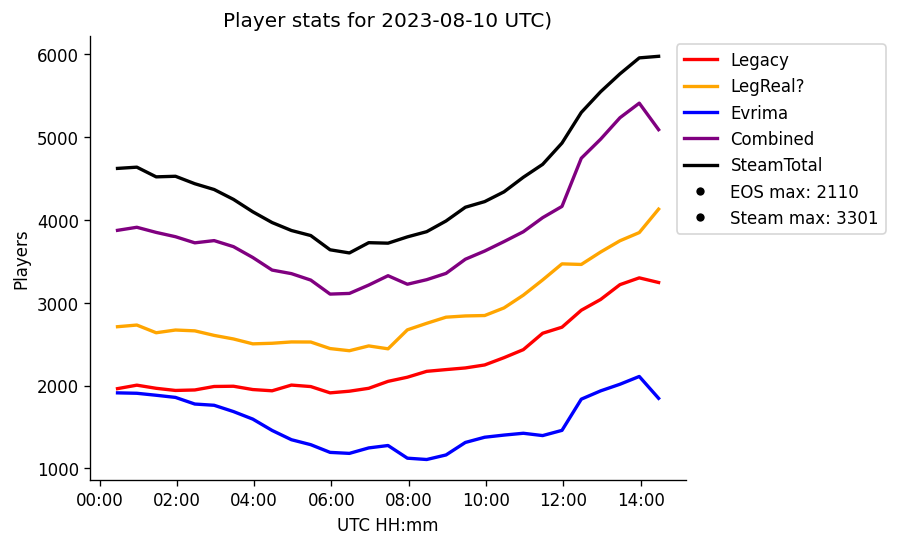 Player stats for 2023-08-10 UTC)
6000
5000
4000
3000
2000
1000
Players
00:00 02:00 04:00 06:00 08:00 10:00 12:00 14:00
UTC HH:mm
Legacy
LegReal?
Evrima
Combined
SteamTotal
EOS max: 2110
Steam max: 3301